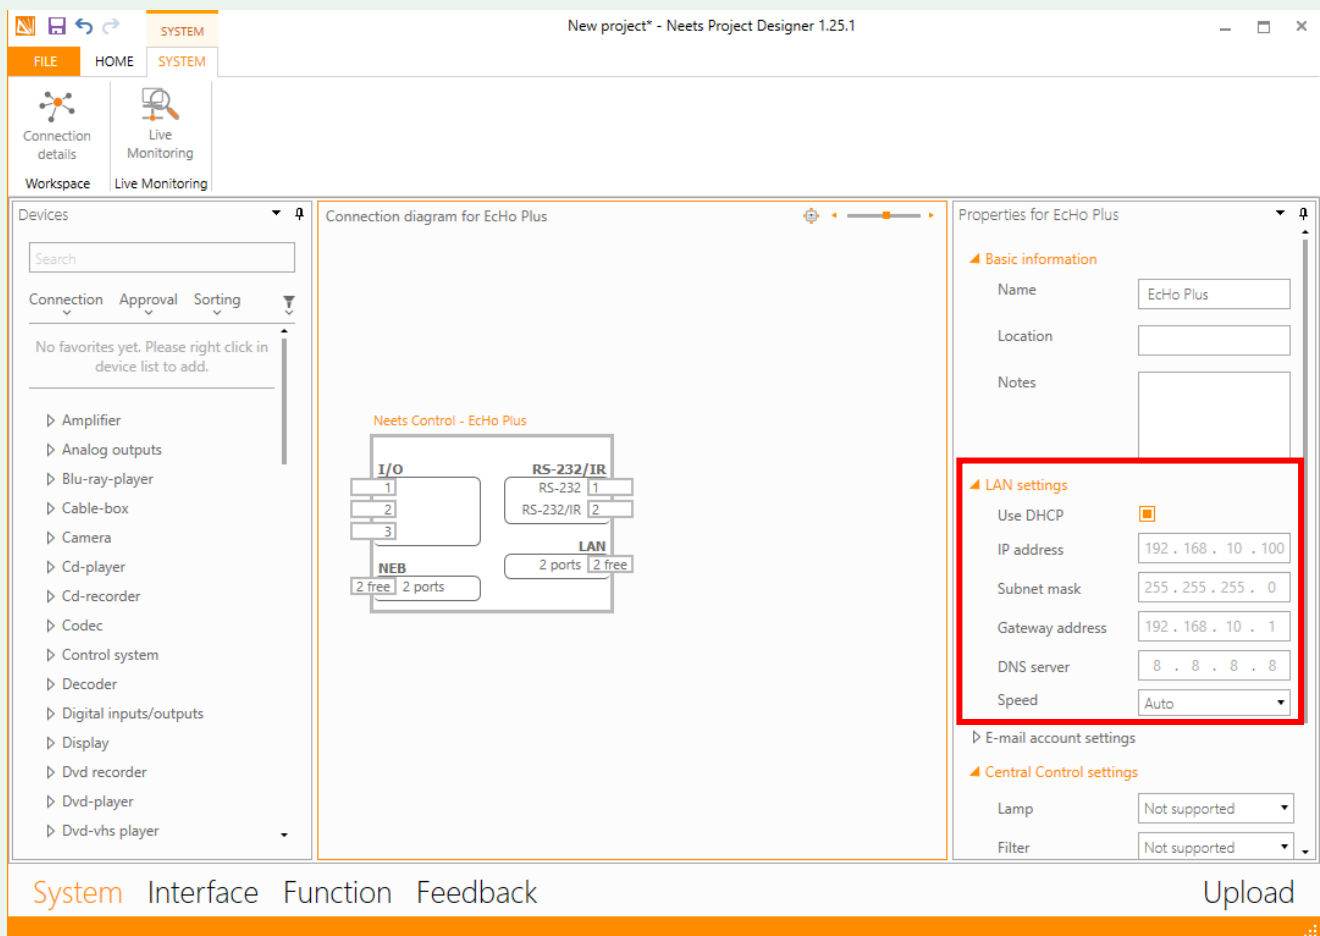 SYSTEM
New project* - Neets Project Designer 1.25.1
FILE HOME SYSTEM
Connection details
Live Monitoring
Workspace
Live Monitoring
Devices
Search
Connection Approval Sorting
No favorites yet. Please right click in
device list to add.
Amplifier
Analog outputs
Blu-ray-player
Cable-box
Camera
Cd-player
Cd-recorder
Codec
Control system
Decoder
Digital inputs/outputs
Display
Dvd recorder
Dvd-player
Dvd-vhs player
Connection diagram for EcHo Plus
Neets Control - EcHo Plus
I/O
1
2
3
NEB
2 free 2 ports
RS-232/IR
RS-232 1
RS-232/IR 2
LAN
2 ports 2 free
Properties for EcHo Plus
Basic information
Name EcHo Plus
Location
Notes
LAN settings
Use DHCP
IP address 192 . 168 . 10 . 100
Subnet mask 255 . 255 . 255 . 0
Gateway address 192 . 168 . 10 . 1
DNS server 8 . 8 . 8 . 8
Speed Auto
E-mail account settings
Central Control settings
Lamp Not supported
Filter Not supported
System Interface Function Feedback Upload